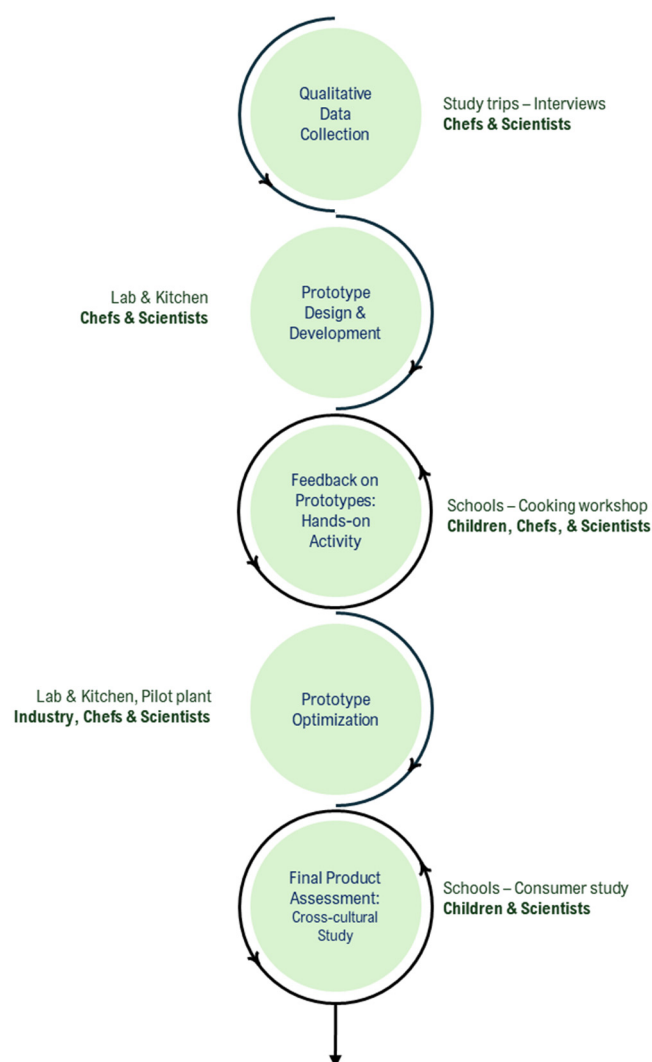 Qualitative
Data
Collection
Study trips – Interviews
Chefs & Scientists
Lab & Kitchen
Chefs & Scientists
Prototype
Design &
Development
Feedback on
Prototypes:
Hands-on
Activity
Schools – Cooking workshop
Children, Chefs, & Scientists
Lab & Kitchen, Pilot plant
Industry, Chefs & Scientists
Prototype
Optimization
Final Product
Assessment:
Cross-cultural
Study
Schools – Consumer study
Children & Scientists